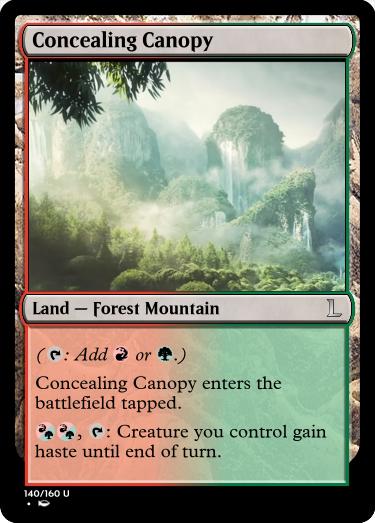 Concealing Canopy
Land — Forest Mountain
L
( : Add or .)
Concealing Canopy enters the
battlefield tapped.
, : Creature you control gain
haste until end of turn.
140/160 U